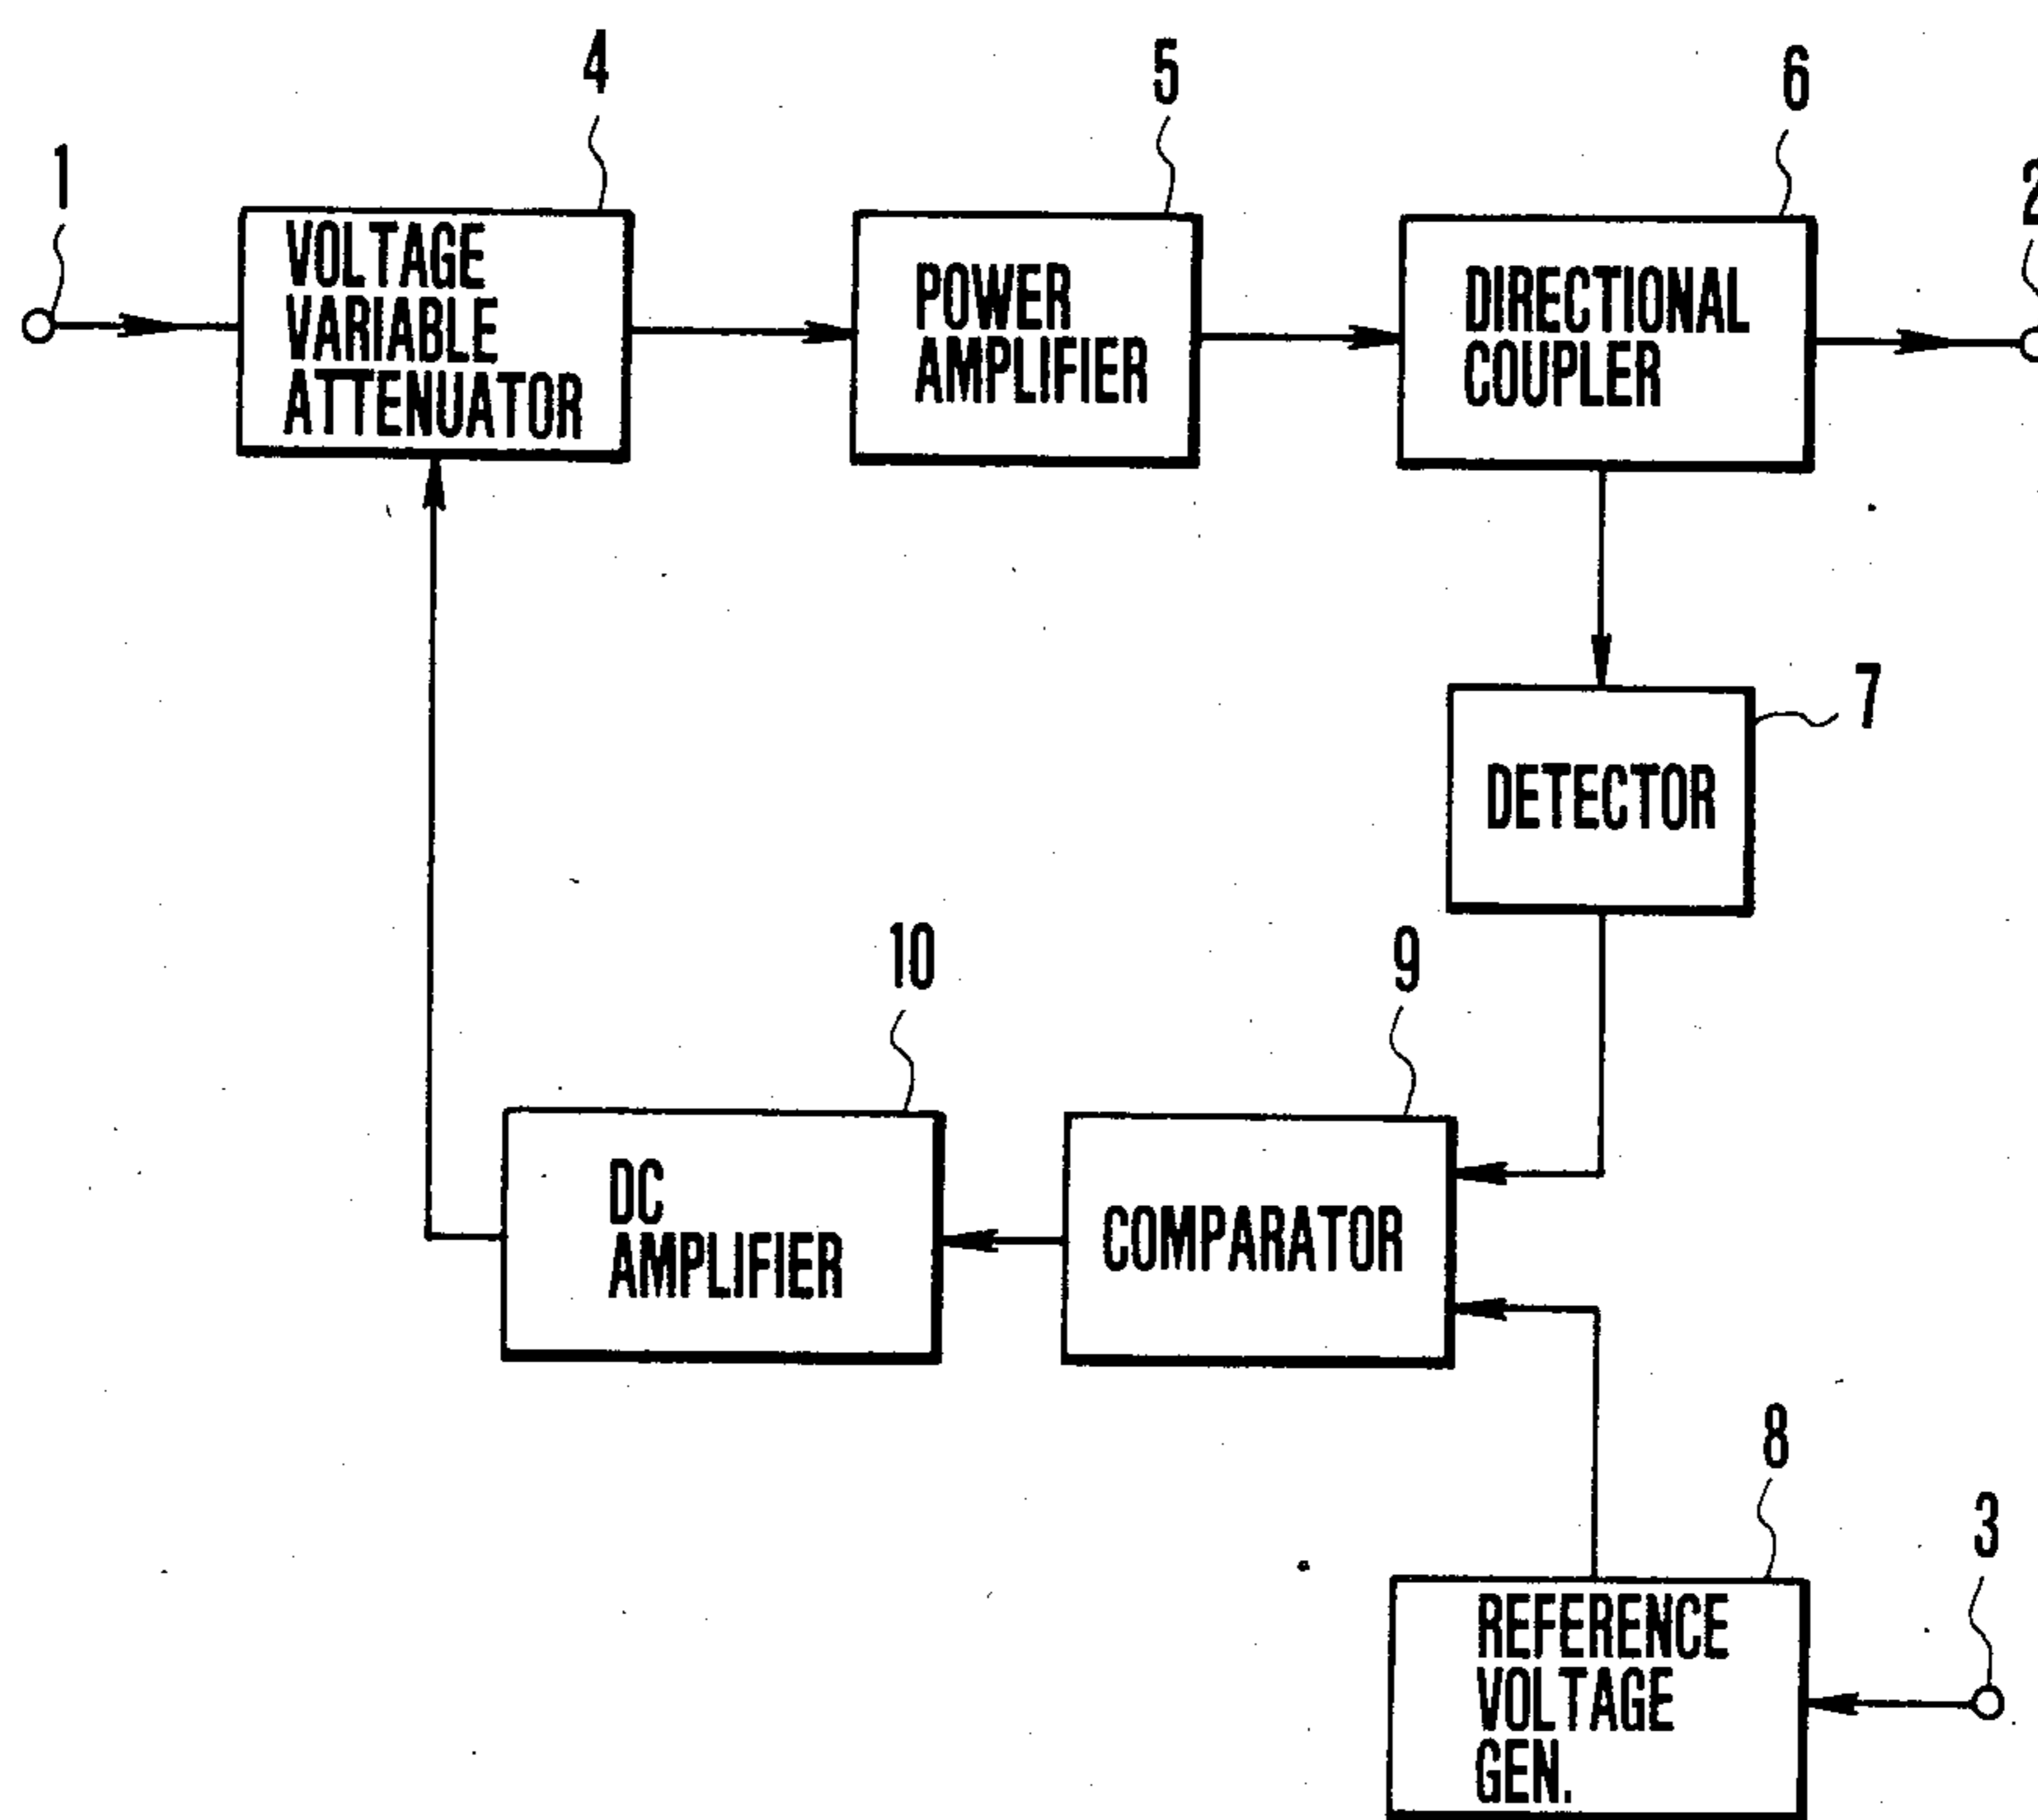 4
5
6
1
2
VOLTAGE
VARIABLE
ATTENUATOR
POWER
AMPLIFIER
DIRECTIONAL
COUPLER
7
DETECTOR
10
9
DC
AMPLIFIER
COMPARATOR
8
3
REFERENCE
VOLTAGE
GEN.